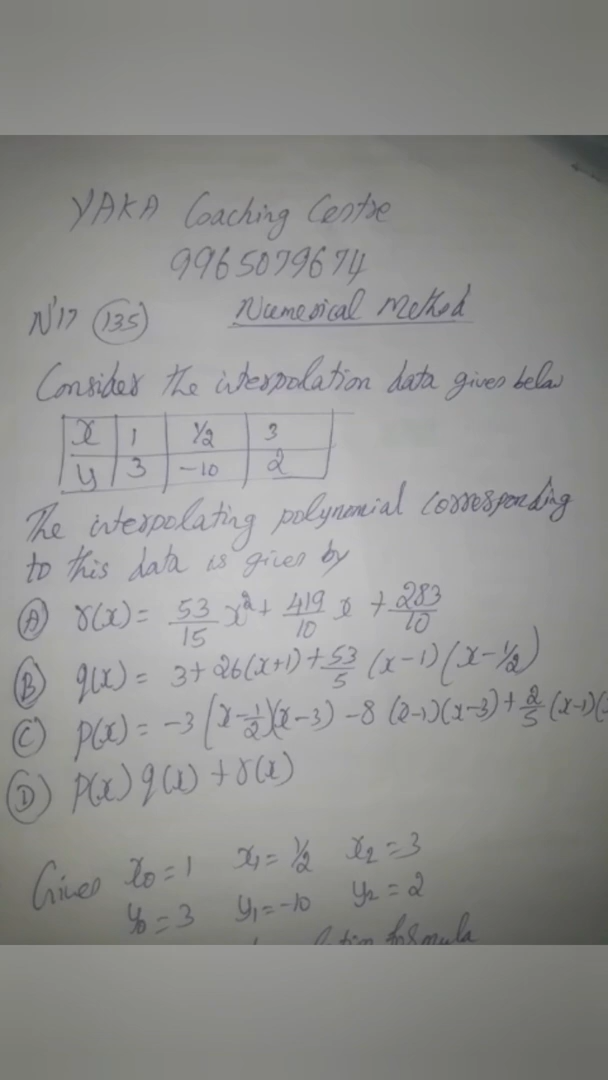 YAKA Coaching Centre
9965079674
N'17 (135) Numerical Method
Consider the interpolation data given below
x 1 1/2 3
y 3 -10 2
The interpolating polynomial corresponding
to this data is given by
(A) r(x) = 53/15 x² + 419/10 x + 283/10
(B) q(x) = 3 + 26(x+1) + 53/5 (x-1)(x-1/2)
(C) p(x) = -3(x-1/2)(x-3) -8(x-1)(x-3) + 2/5 (x-1)(
(D) p(x) q(x) + r(x)
Given x₀ = 1 x₁ = 1/2 x₂ = 3
y₀ = 3 y₁ = -10 y₂ = 2
formula